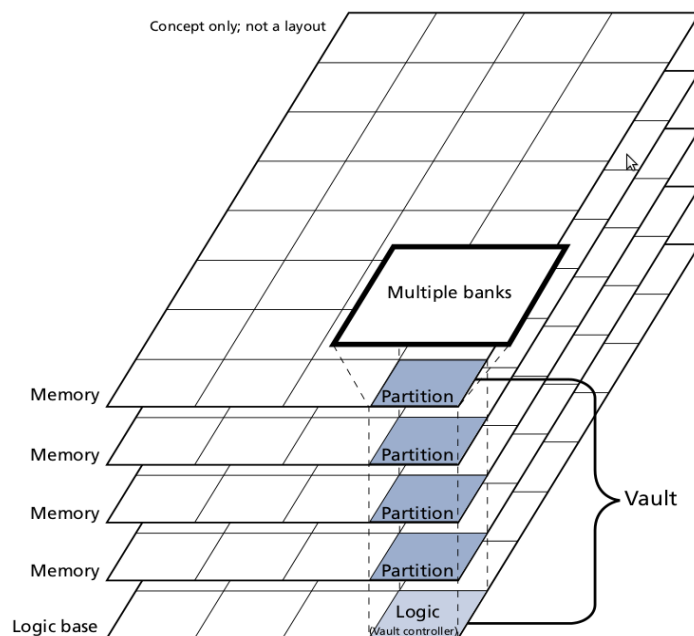 Concept only; not a layout
Multiple banks
Memory
Partition
Memory
Partition
Memory
Partition
Memory
Partition
Vault
Logic base
Logic
(Vault controller)